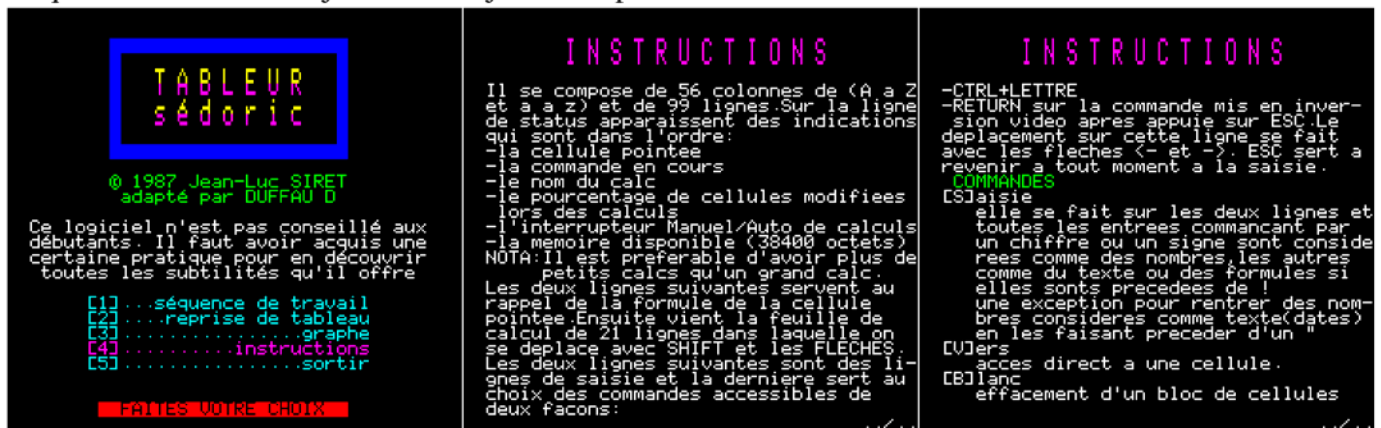 TABLEUR
sédoric
© 1987 Jean-Luc SIRET
adapté par DUFFAU D
Ce logiciel n'est pas conseillé aux
débutants. Il faut avoir acquis une
certaine pratique pour en découvrir
toutes les subtilités qu'il offre
[1]...séquence de travail
[2]....reprise de tableau
[3]...............graphe
[4]..........instructions
[5]................sortir
FAITES VOTRE CHOIX
INSTRUCTIONS
Il se compose de 56 colonnes de (A a Z
et a a z) et de 99 lignes.Sur la ligne
de status apparaissent des indications
qui sont dans l'ordre:
-la cellule pointee
-la commande en cours
-le nom du calc
-le pourcentage de cellules modifiees
lors des calculs
-l'interrupteur Manuel/Auto de calculs
-la memoire disponible (38400 octets)
NOTA:Il est preferable d'avoir plus de
petits calcs qu'un grand calc.
Les deux lignes suivantes servent au
rappel de la formule de la cellule
pointee.Ensuite vient la feuille de
calcul de 21 lignes dans laquelle on
se deplace avec SHIFT et les FLECHES.
Les deux lignes suivantes sont des li-
gnes de saisie et la derniere sert au
choix des commandes accessibles de
deux facons:
INSTRUCTIONS
-CTRL+LETTRE
-RETURN sur la commande mis en inver-
sion video apres appuie sur ESC.Le
deplacement sur cette ligne se fait
avec les fleches <- et ->. ESC sert a
revenir a tout moment a la saisie.
COMMANDES
[S]aisie
elle se fait sur les deux lignes et
toutes les entrees commancant par
un chiffre ou un signe sont conside
rees comme des nombres,les autres
comme du texte ou des formules si
elles sonts precedees de !
une exception pour rentrer des nom-
bres consideres comme texte(dates)
en les faisant preceder d'un "
[V]ers
acces direct a une cellule.
[B]lanc
effacement d'un bloc de cellules